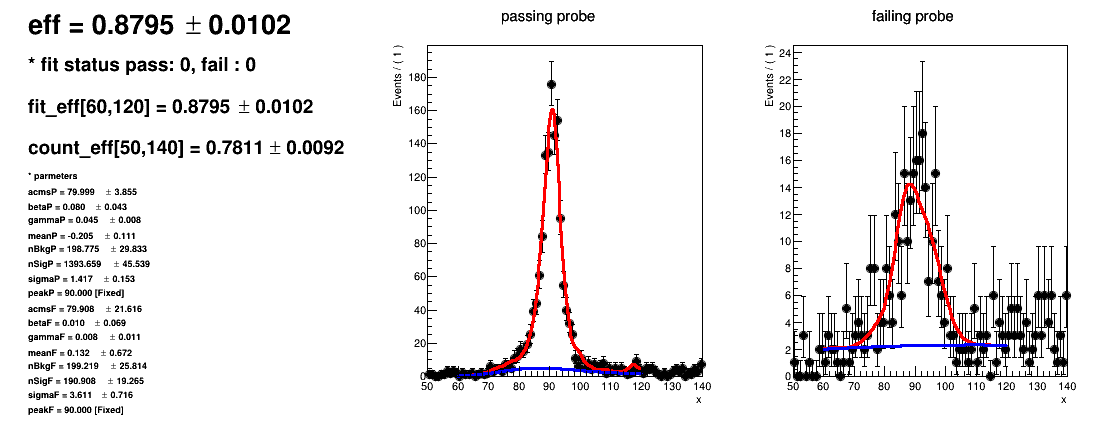 eff = 0.8795 ± 0.0102
* fit status pass: 0, fail : 0
fit_eff[60,120] = 0.8795 ± 0.0102
count_eff[50,140] = 0.7811 ± 0.0092
* parmeters
acmsP = 79.999 ± 3.855
betaP = 0.080 ± 0.043
gammaP = 0.045 ± 0.008
meanP = -0.205 ± 0.111
nBkgP = 198.775 ± 29.833
nSigP = 1393.659 ± 45.539
sigmaP = 1.417 ± 0.153
peakP = 90.000 [Fixed]
acmsF = 79.908 ± 21.616
betaF = 0.010 ± 0.069
gammaF = 0.008 ± 0.011
meanF = 0.132 ± 0.672
nBkgF = 199.219 ± 25.814
nSigF = 190.908 ± 19.265
sigmaF = 3.611 ± 0.716
peakF = 90.000 [Fixed]
passing probe
Events / ( 1 )
180
160
140
120
100
80
60
40
20
0
50 60 70 80 90 100 110 120 130 140
x
failing probe
Events / ( 1 )
24
22
20
18
16
14
12
10
8
6
4
2
0
50 60 70 80 90 100 110 120 130 140
x